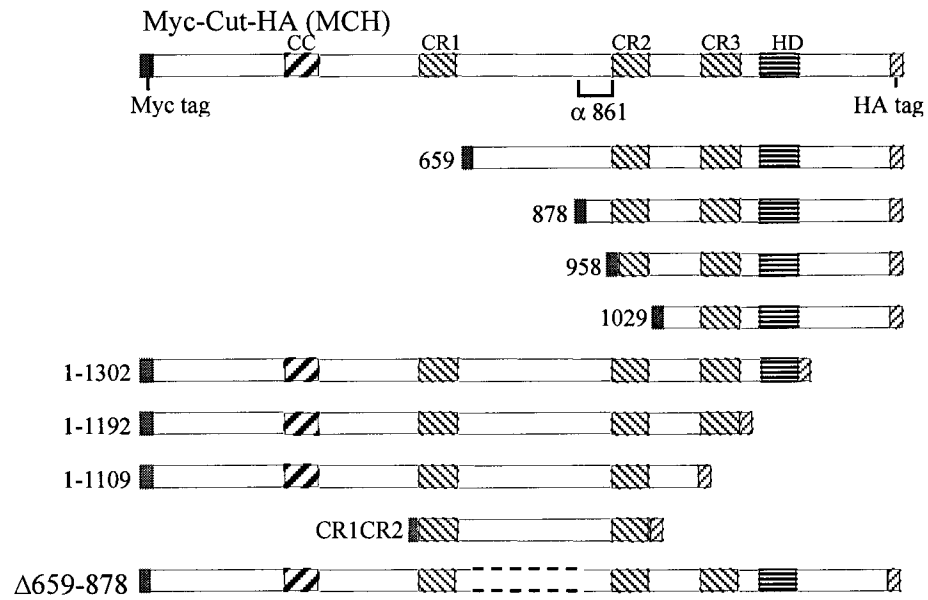 Myc-Cut-HA (MCH)
CC CR1 CR2 CR3 HD
Myc tag α 861 HA tag
659
878
958
1029
1-1302
1-1192
1-1109
CR1CR2
Δ659-878